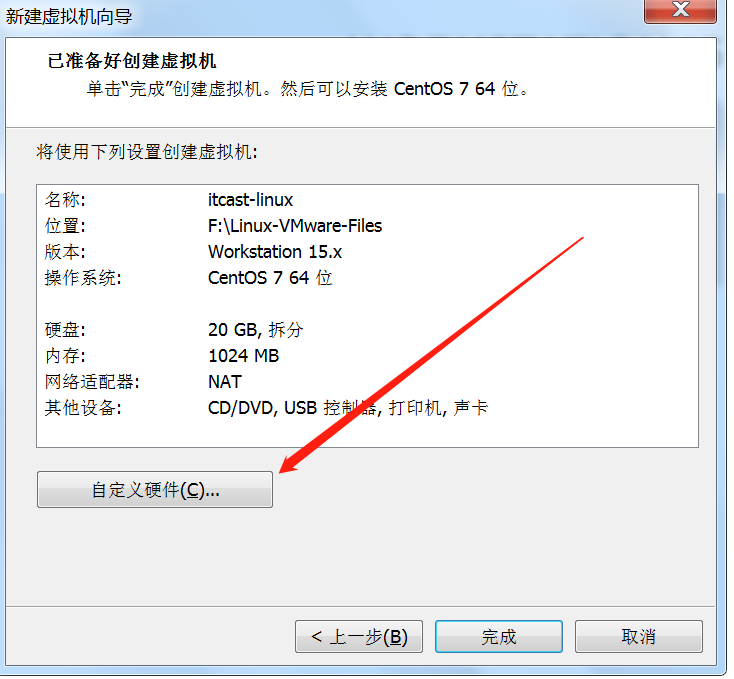 新建虚拟机向导
已准备好创建虚拟机
单击“完成”创建虚拟机。然后可以安装 CentOS 7 64 位。
将使用下列设置创建虚拟机:
名称: itcast-linux
位置: F:\Linux-VMware-Files
版本: Workstation 15.x
操作系统: CentOS 7 64 位
硬盘: 20 GB, 拆分
内存: 1024 MB
网络适配器: NAT
其他设备: CD/DVD, USB 控制器, 打印机, 声卡
自定义硬件(C)...
< 上一步(B) 完成 取消